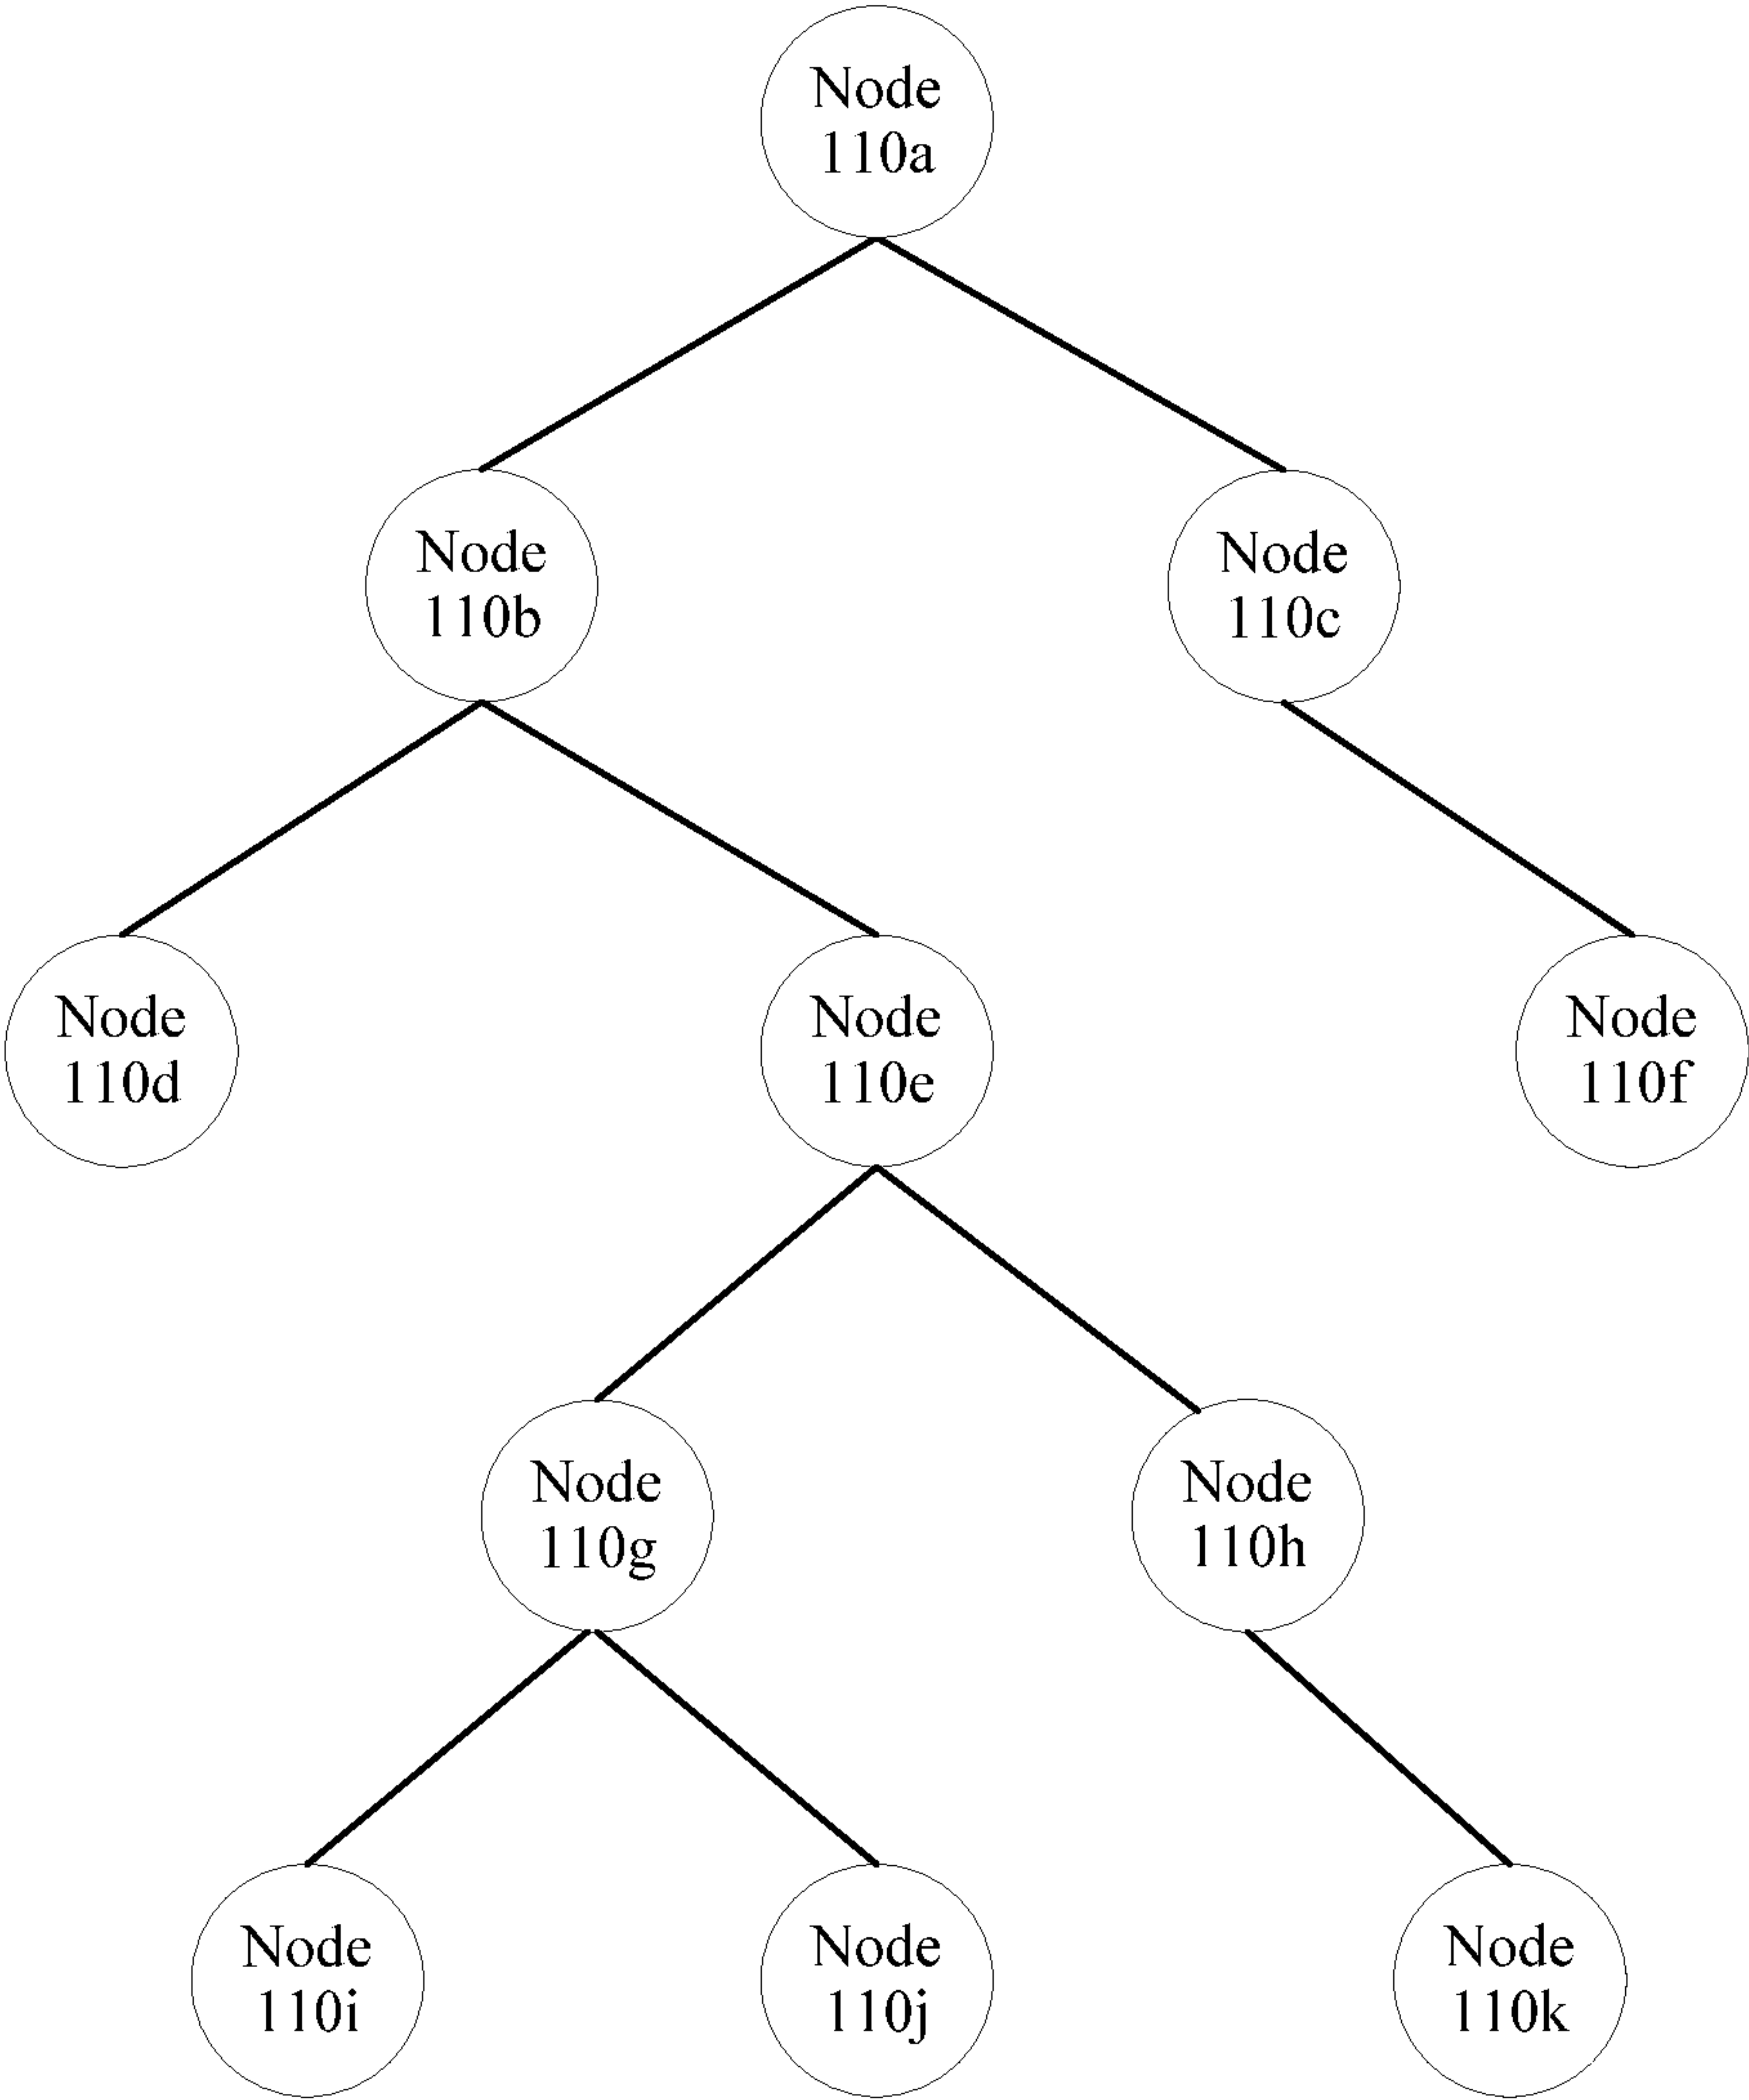 Node
110a
Node
110b
Node
110c
Node
110d
Node
110e
Node
110f
Node
110g
Node
110h
Node
110i
Node
110j
Node
110k